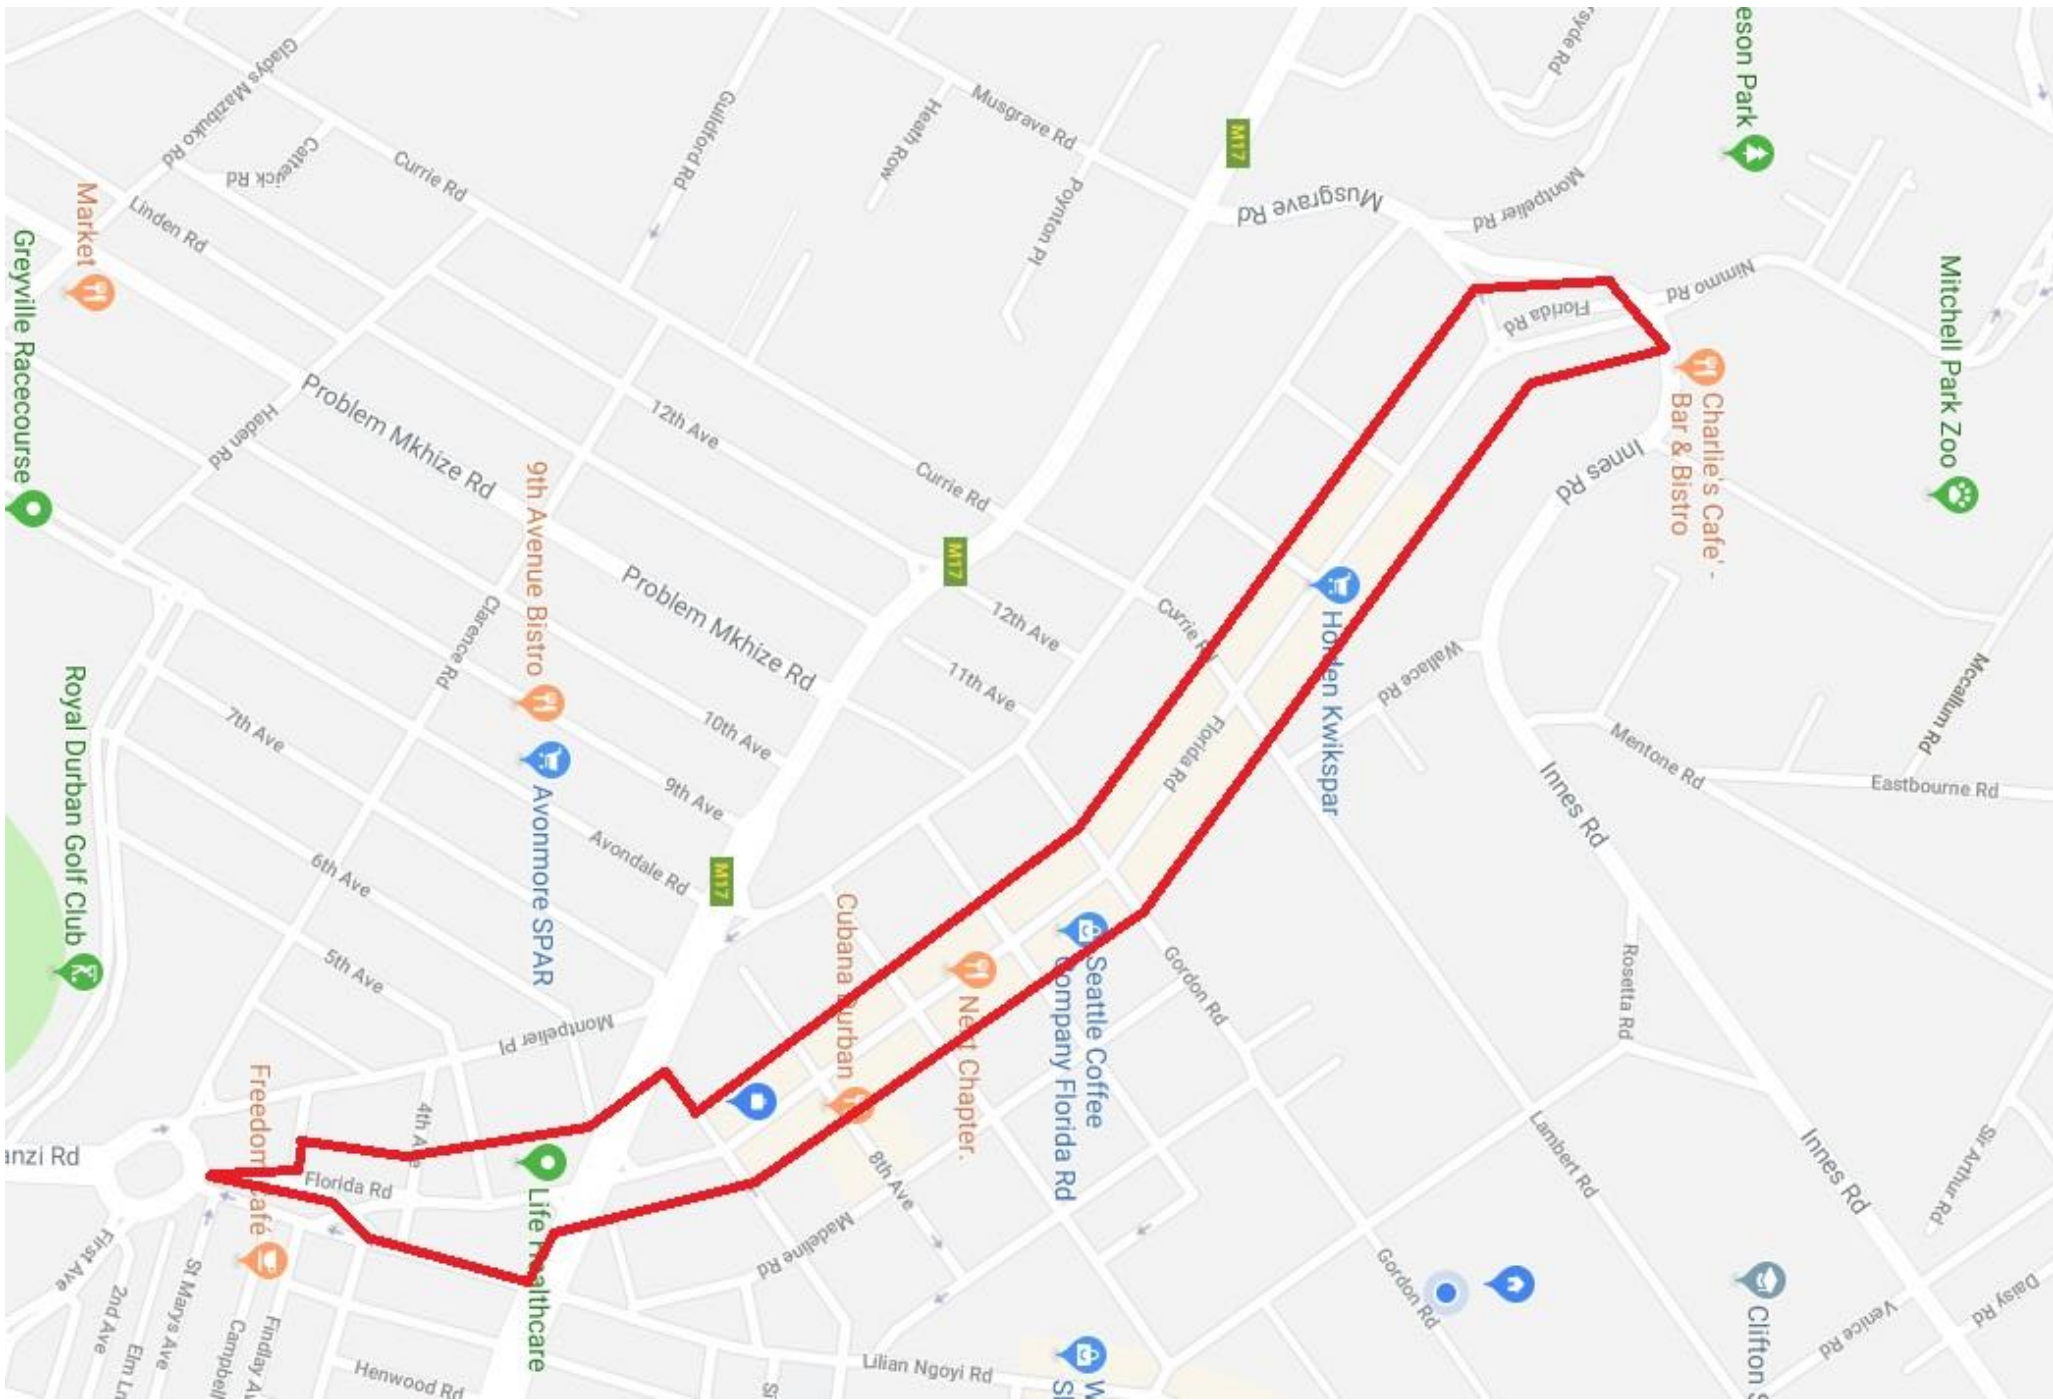 eson Park
rsyde Rd
Gladys Mazibuko Rd
Catterick Rd
Currie Rd
Guildford Rd
Heath Row
Musgrave Rd
Poynton Pl
M17
Musgrave Rd
Montpelier Rd
Nimmo Rd
Florida Rd
Mitchell Park Zoo
Market
Linden Rd
Greyville Racecourse
Haden Rd
Problem Mkhize Rd
12th Ave
Currie Rd
Charlie's Cafe' -
Bar & Bistro
Innes Rd
9th Avenue Bistro
M17
Problem Mkhize Rd
Clarence Rd
12th Ave
11th Ave
Currie Rd
Horden Kwikspar
Wallace Rd
Mccallum Rd
Mentone Rd
Eastbourne Rd
Innes Rd
Royal Durban Golf Club
7th Ave
10th Ave
9th Ave
Florida Rd
Avonmore SPAR
Avondale Rd
M17
6th Ave
5th Ave
Cubana Durban
Next Chapter.
Seattle Coffee
Company Florida Rd
Gordon Rd
Rosetta Rd
Montpelier Pl
Freedom Café
4th Ave
Florida Rd
anzi Rd
Life Healthcare
8th Ave
Madeline Rd
Lambert Rd
Innes Rd
Sir Arthur Rd
Gordon Rd
Clifton S
Venice Rd
Daisy Rd
First Ave
2nd Ave
Elm Ln
St Marys Ave
Campbell
Findlay Av
Henwood Rd
Lilian Ngoyi Rd
W